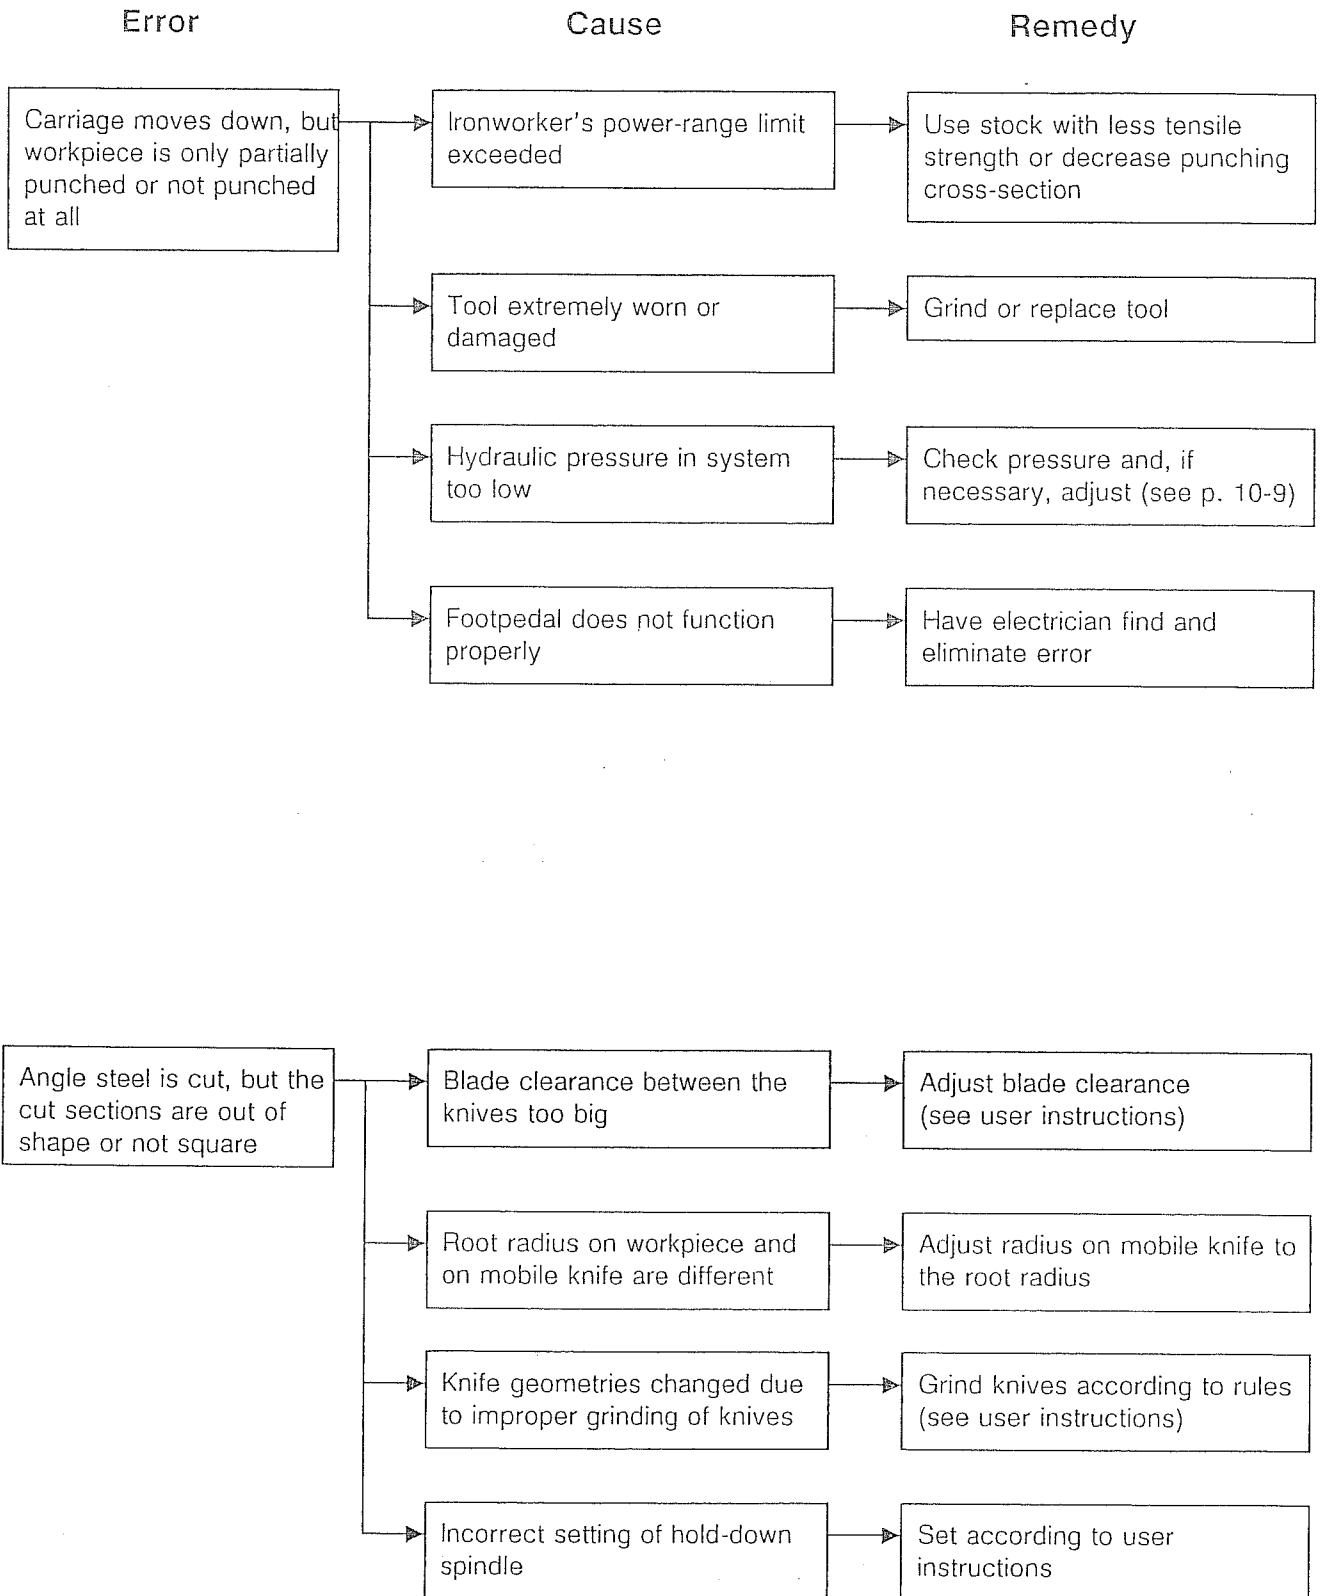 Error
Cause
Remedy
Carriage moves down, but
workpiece is only partially
punched or not punched
at all
Ironworker's power-range limit
exceeded
Use stock with less tensile
strength or decrease punching
cross-section
Tool extremely worn or
damaged
Grind or replace tool
Hydraulic pressure in system
too low
Check pressure and, if
necessary, adjust (see p. 10-9)
Footpedal does not function
properly
Have electrician find and
eliminate error
Angle steel is cut, but the
cut sections are out of
shape or not square
Blade clearance between the
knives too big
Adjust blade clearance
(see user instructions)
Root radius on workpiece and
on mobile knife are different
Adjust radius on mobile knife to
the root radius
Knife geometries changed due
to improper grinding of knives
Grind knives according to rules
(see user instructions)
Incorrect setting of hold-down
spindle
Set according to user
instructions